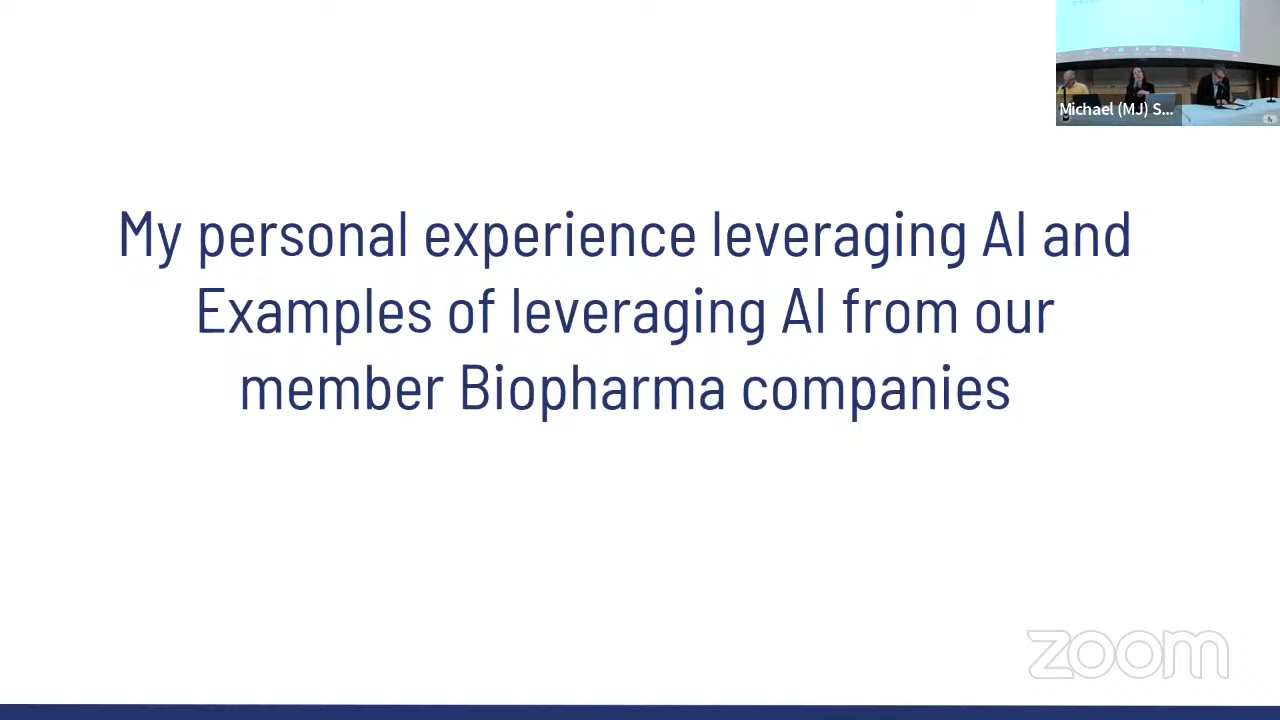 Michael (MJ) S...
My personal experience leveraging AI and
Examples of leveraging AI from our
member Biopharma companies
zoom